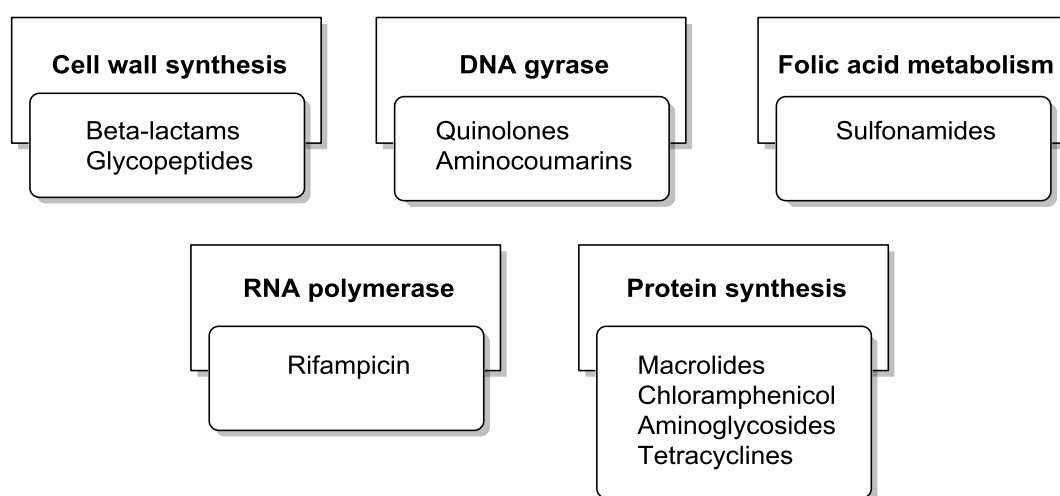 Cell wall synthesis
Beta-lactams
Glycopeptides
DNA gyrase
Quinolones
Aminocoumarins
Folic acid metabolism
Sulfonamides
RNA polymerase
Rifampicin
Protein synthesis
Macrolides
Chloramphenicol
Aminoglycosides
Tetracyclines